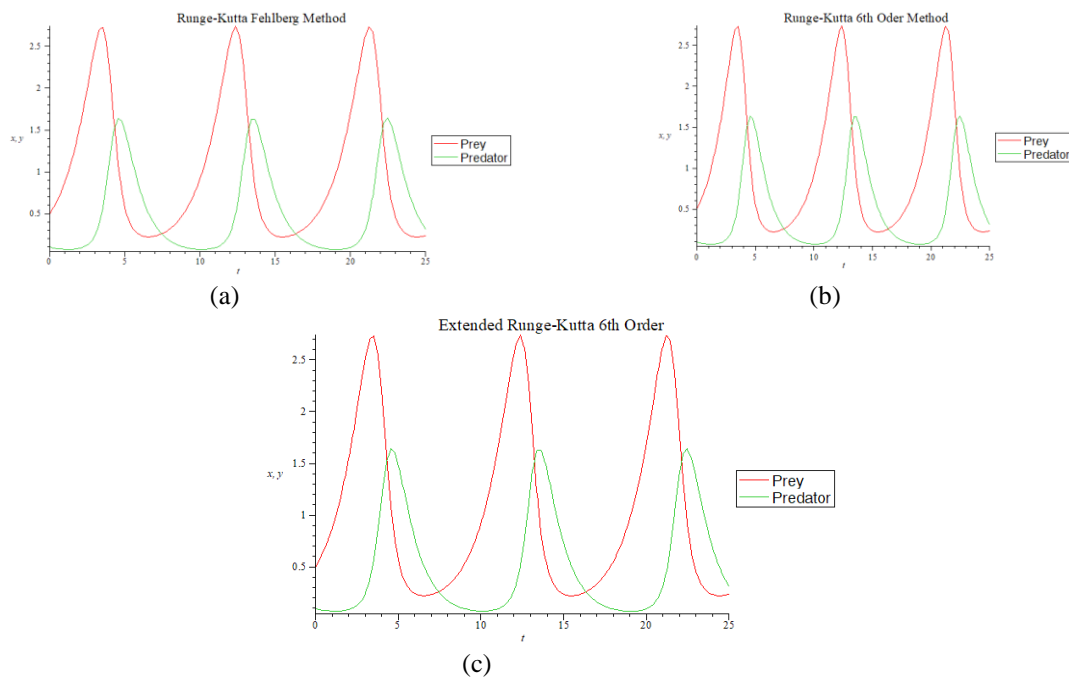 Runge-Kutta Fehlberg Method
2.5
2
1.5
x, y
1
0.5
0 5 10 15 20 25
t
Prey
Predator
(a)
Runge-Kutta 6th Oder Method
2.5
2
1.5
x, y
1
0.5
0 5 10 15 20 25
t
Prey
Predator
(b)
Extended Runge-Kutta 6th Order
2.5
2
1.5
x, y
1
0.5
0 5 10 15 20 25
t
Prey
Predator
(c)